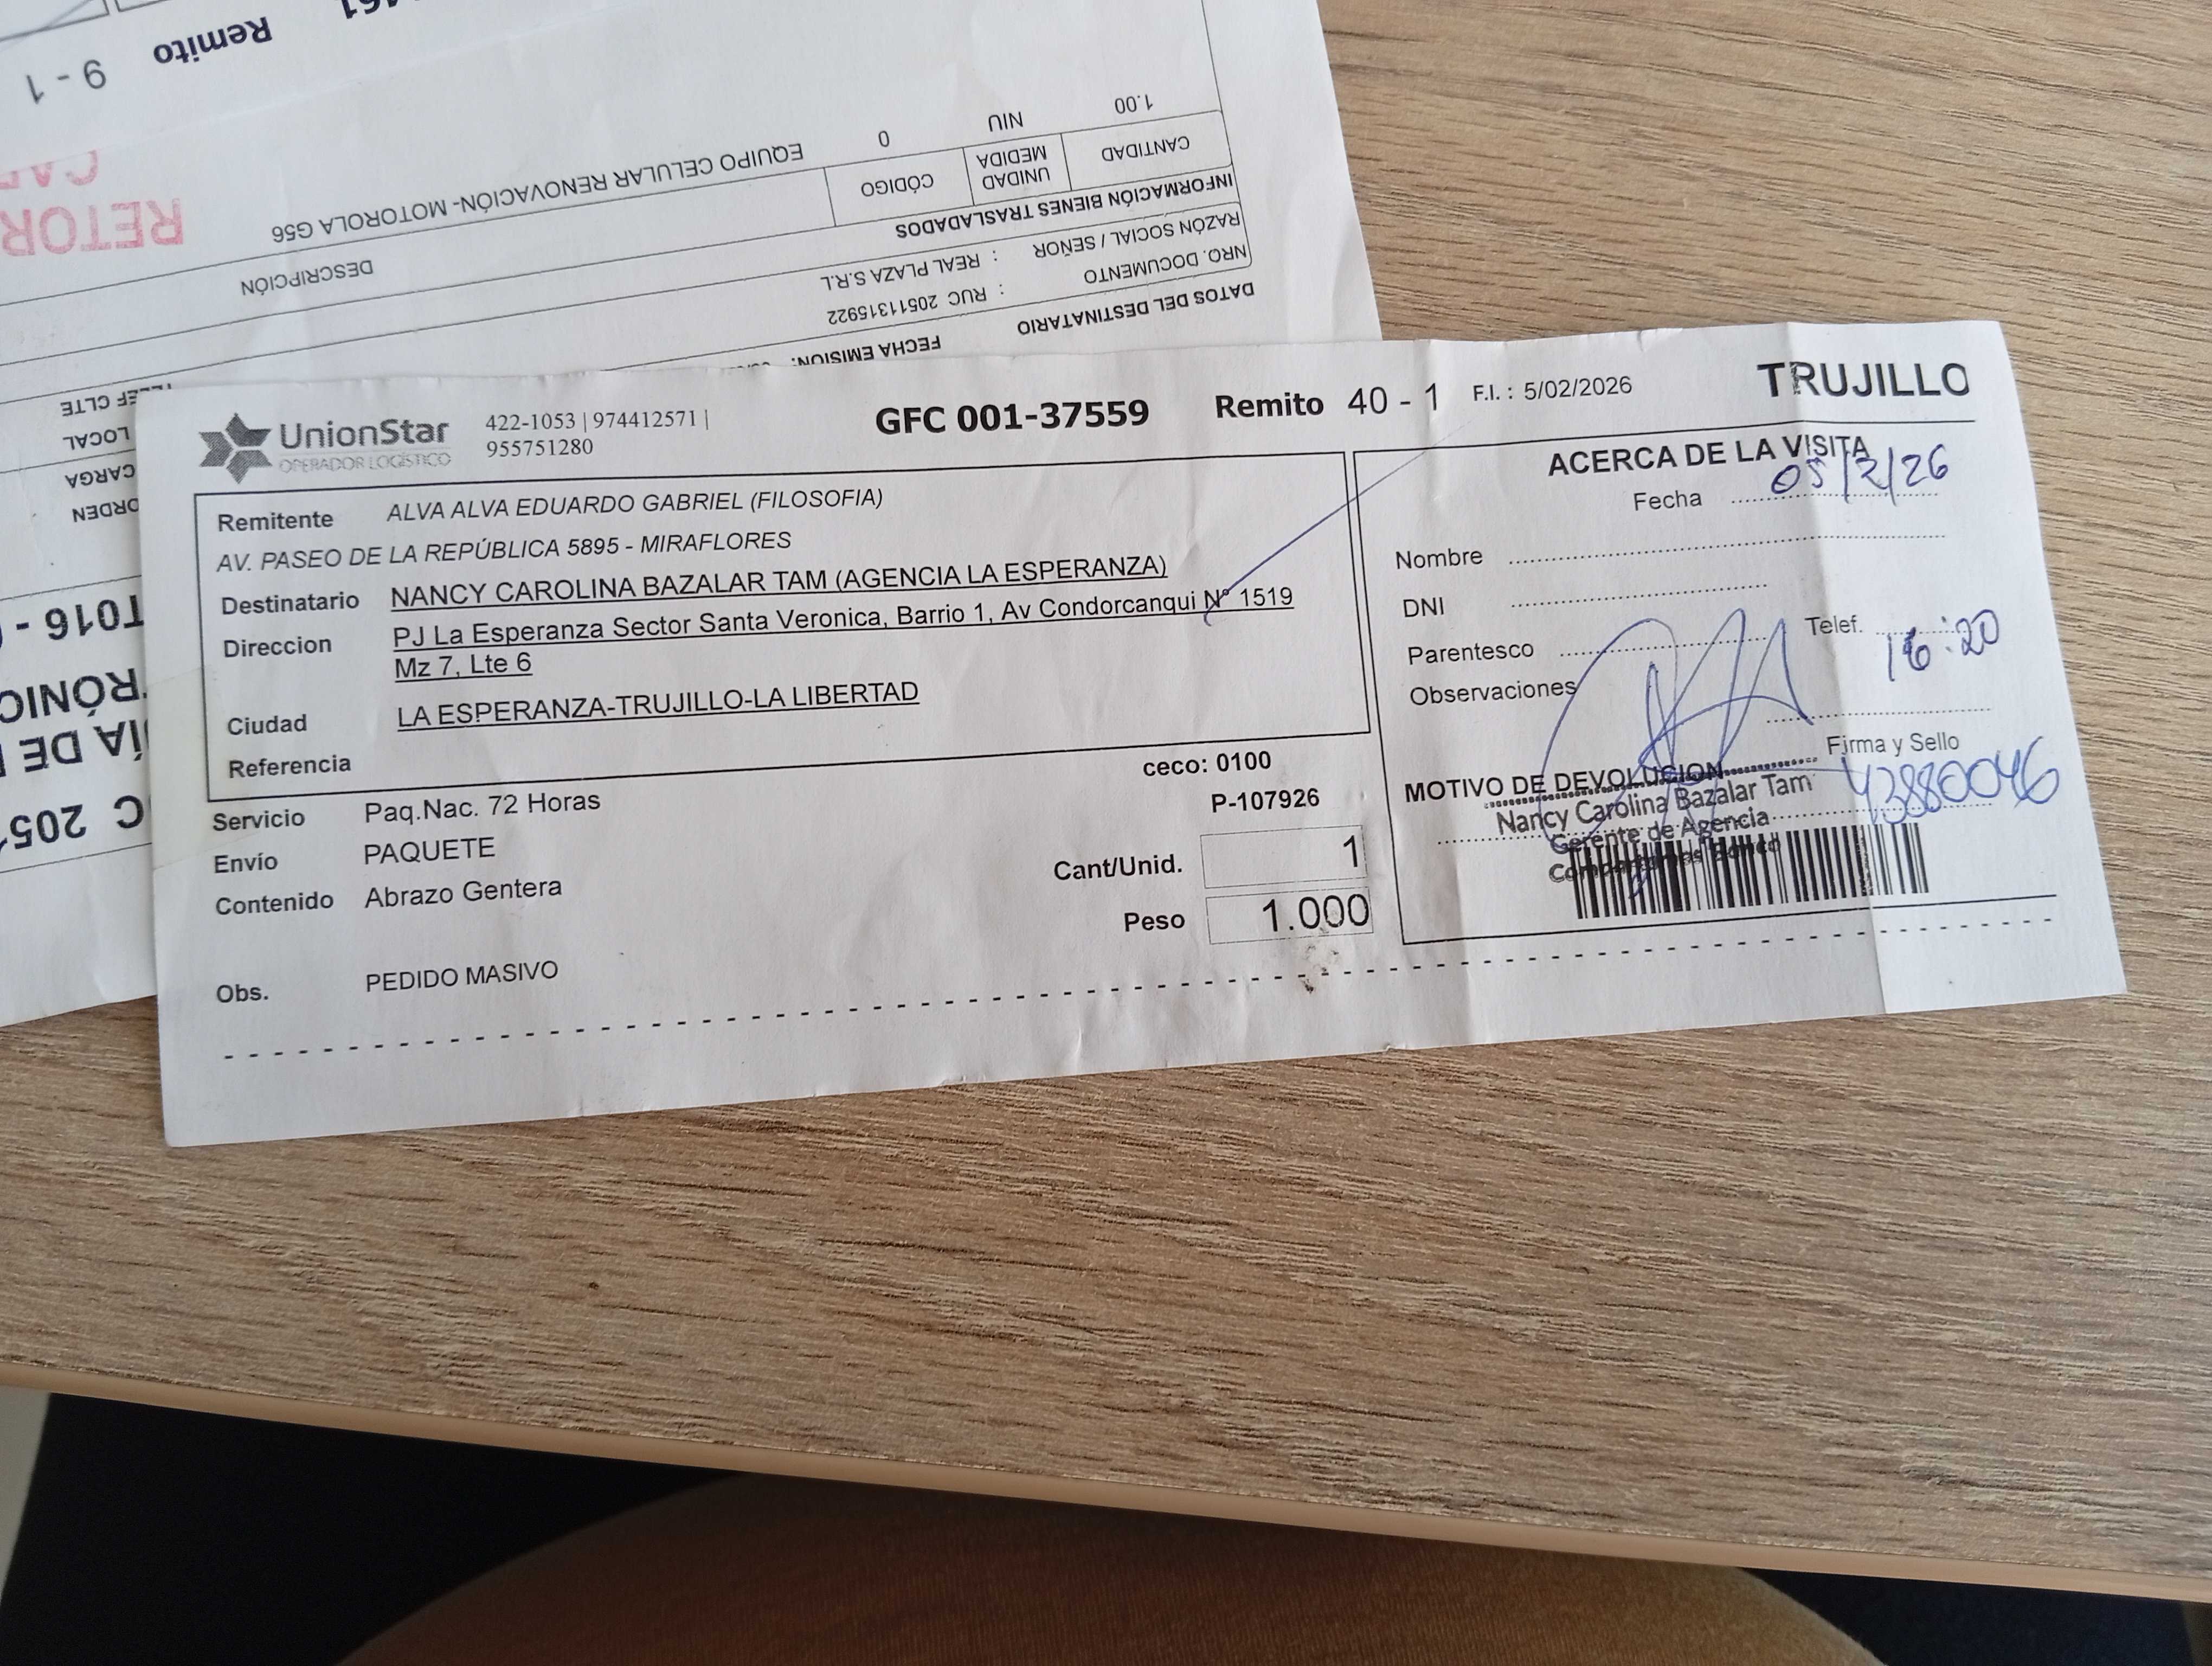 Remito
9 - 1
RETOR
INFORMACIÓN BIENES TRASLADADOS
CANTIDAD
UNIDAD MEDIDA
CÓDIGO
DESCRIPCIÓN
1.00
NIU
0
EQUIPO CELULAR RENOVACIÓN- MOTOROLA G56
DATOS DEL DESTINATARIO
NRO. DOCUMENTO : RUC 20511315922
RAZÓN SOCIAL / SEÑOR : REAL PLAZA S.R.L
FECHA EMISION:
CLTE
LOCAL
CARGA
ORDEN
T016 -
UnionStar
OPERADOR LOGÍSTICO
422-1053 | 974412571 |
955751280
GFC 001-37559
Remito 40 - 1
F.I. : 5/02/2026
TRUJILLO
Remitente ALVA ALVA EDUARDO GABRIEL (FILOSOFIA)
AV. PASEO DE LA REPÚBLICA 5895 - MIRAFLORES
Destinatario NANCY CAROLINA BAZALAR TAM (AGENCIA LA ESPERANZA)
Direccion PJ La Esperanza Sector Santa Veronica, Barrio 1, Av Condorcanqui N° 1519
Mz 7, Lte 6
Ciudad LA ESPERANZA-TRUJILLO-LA LIBERTAD
Referencia
ceco: 0100
Servicio Paq.Nac. 72 Horas
P-107926
Envío PAQUETE
Cant/Unid. 1
Contenido Abrazo Gentera
Peso 1.000
Obs. PEDIDO MASIVO
ACERCA DE LA VISITA
Fecha 05/2/26
Nombre
DNI
Parentesco
Telef.
16:20
Observaciones
Firma y Sello
MOTIVO DE DEVOLUCION
43880046
Nancy Carolina Bazalar Tam
Gerente de Agencia
Compartamos Banco